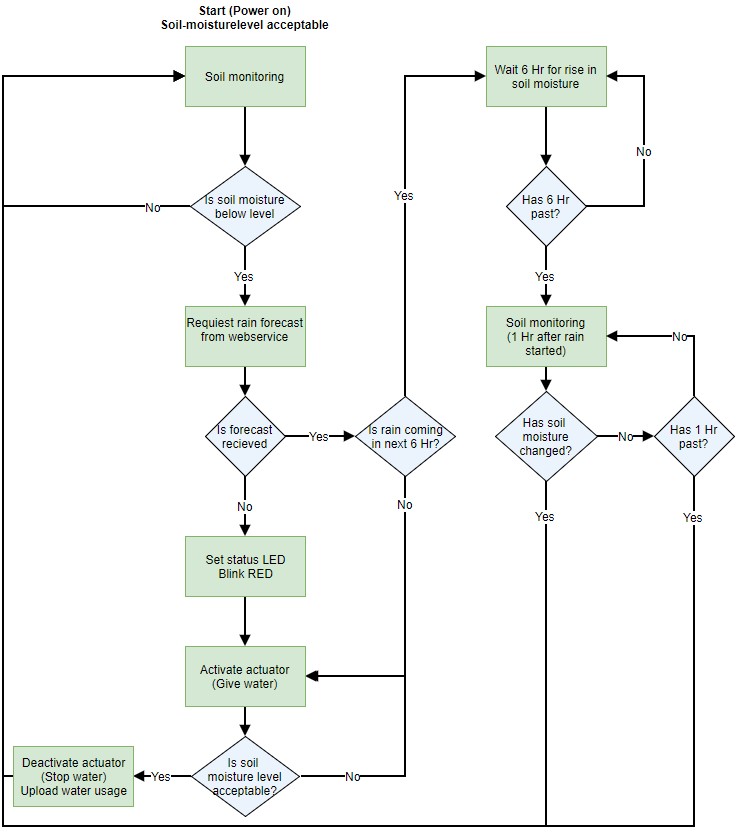 Start (Power on)
Soil-moisturelevel acceptable
Soil monitoring
Is soil moisture
below level
No
Yes
Requiest rain forecast
from webservice
Is forecast
recieved
Yes
No
Is rain coming
in next 6 Hr?
Yes
No
Set status LED
Blink RED
Activate actuator
(Give water)
Is soil
moisture level
acceptable?
Yes
No
Deactivate actuator
(Stop water)
Upload water usage
Wait 6 Hr for rise in
soil moisture
Has 6 Hr
past?
No
Yes
Soil monitoring
(1 Hr after rain
started)
Has soil
moisture
changed?
No
Yes
Has 1 Hr
past?
No
Yes